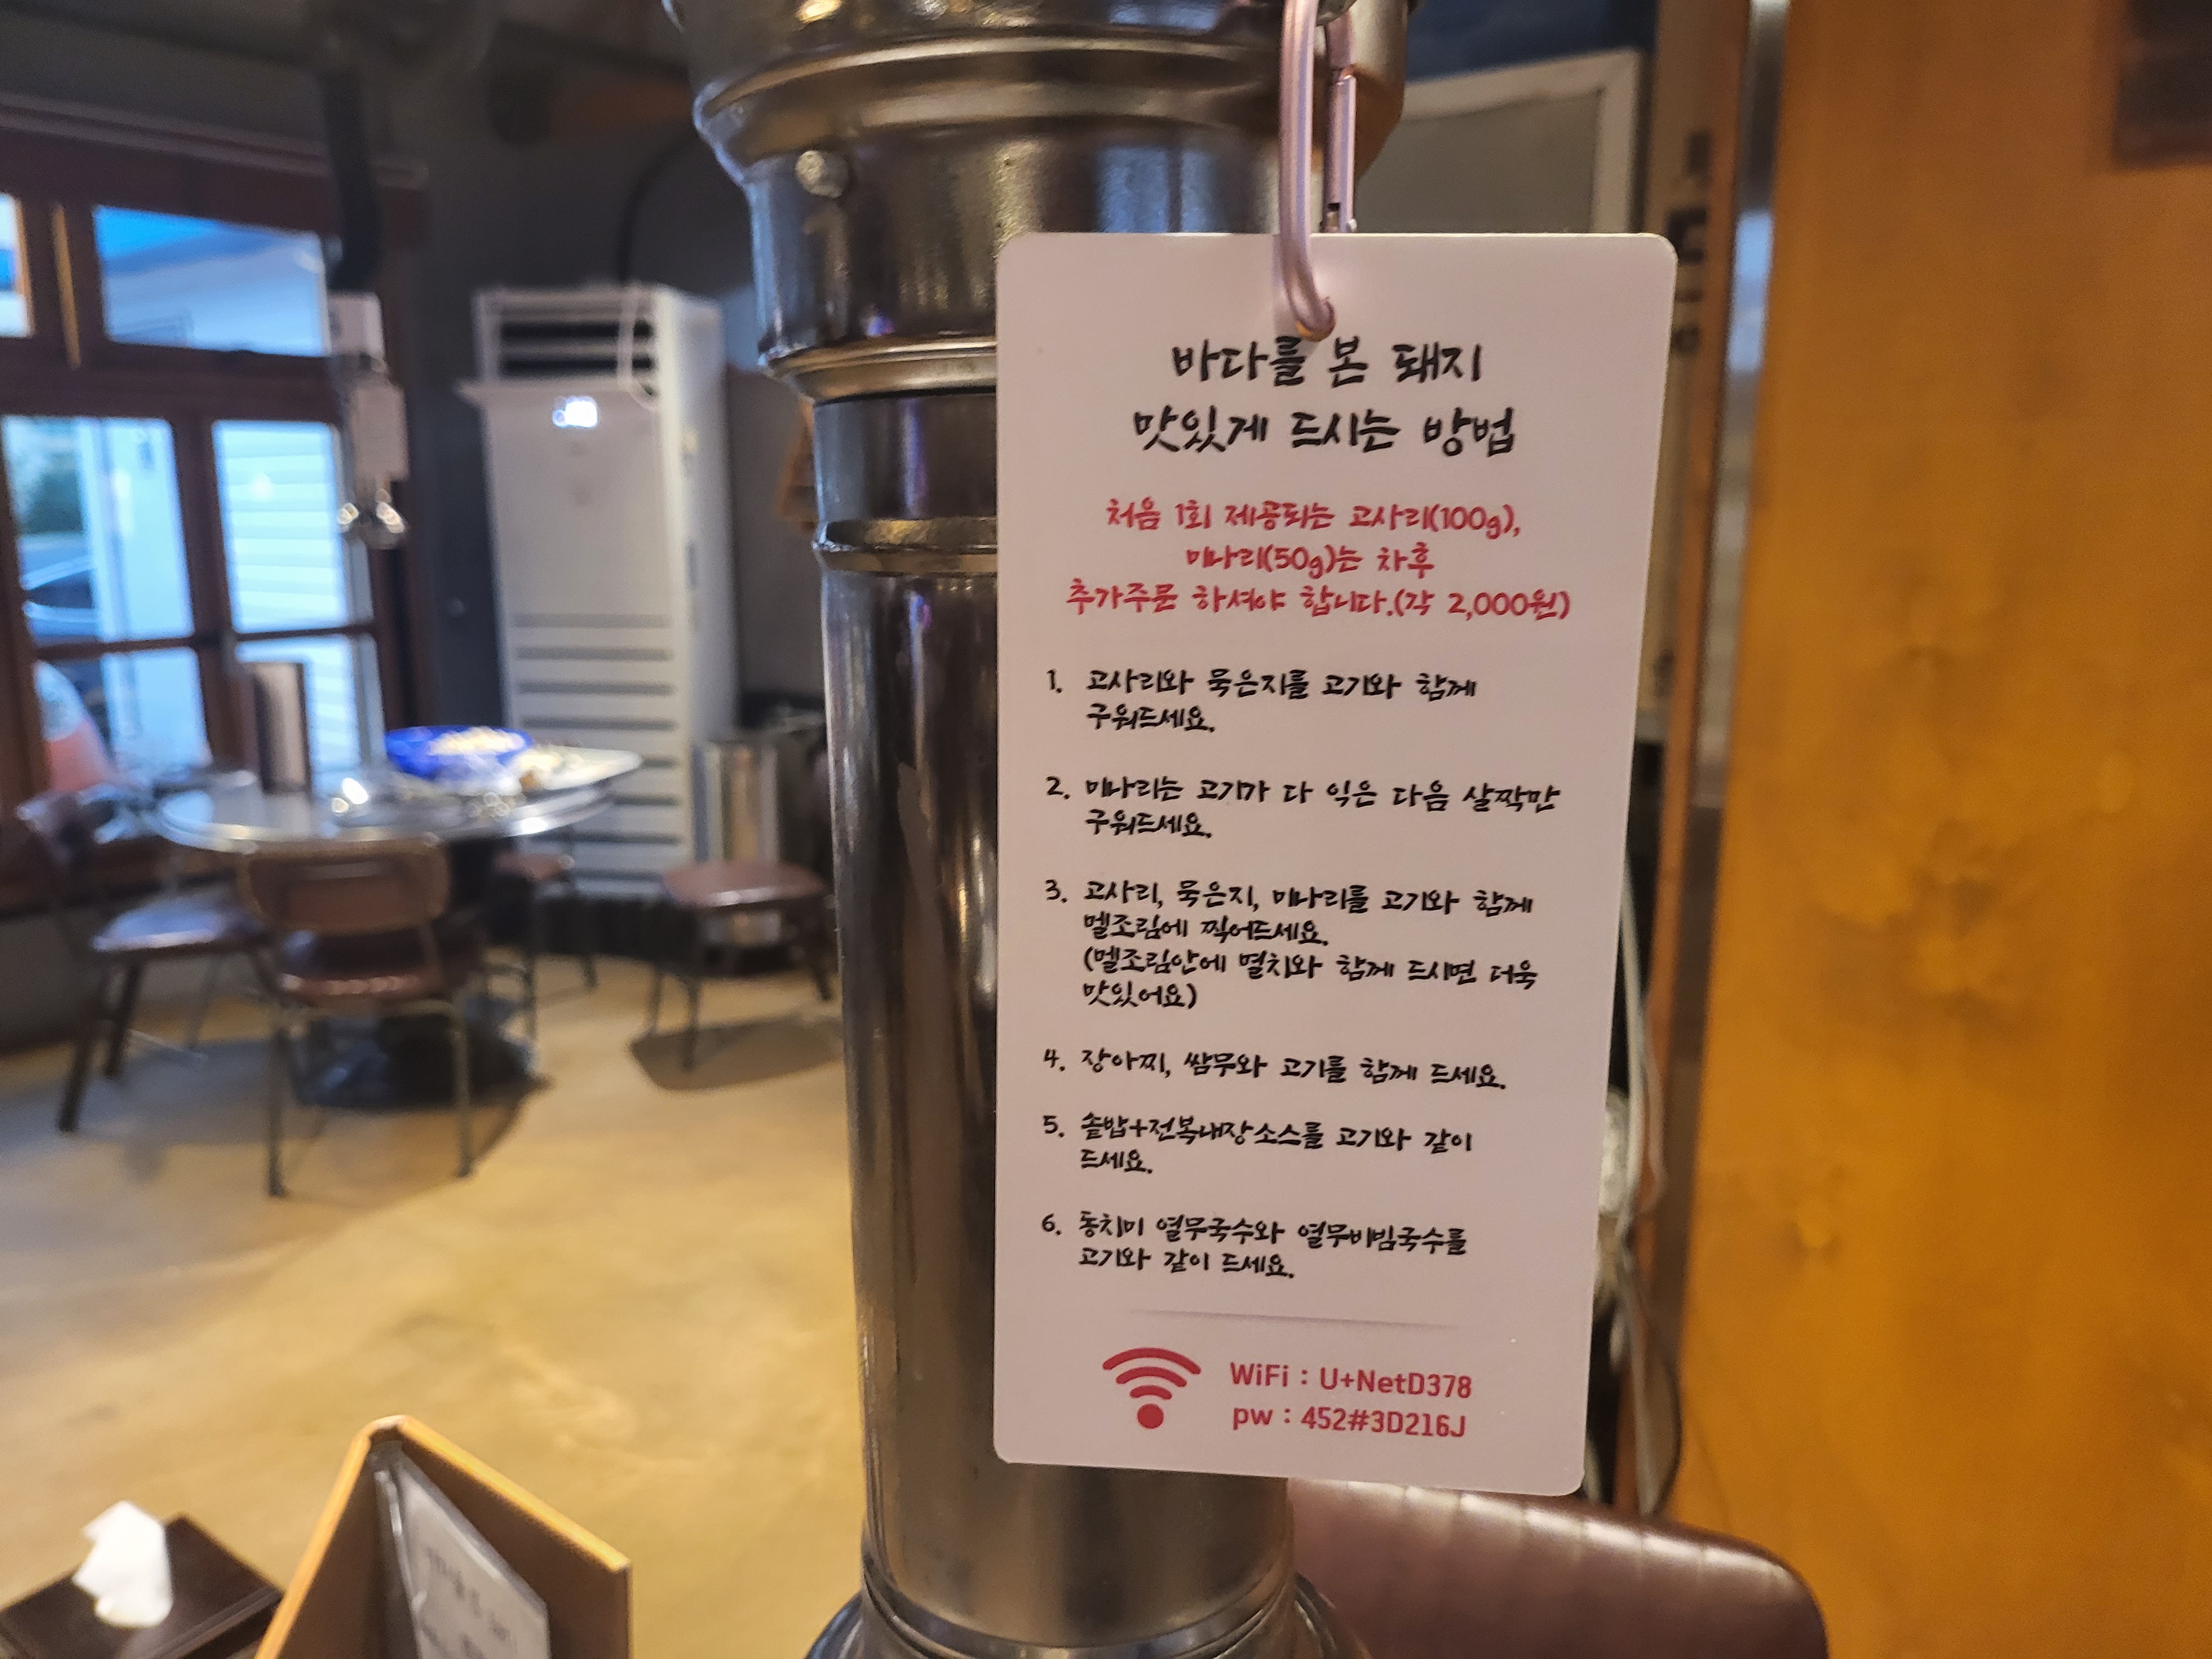 바다를 본 돼지
맛있게 드시는 방법
처음 1회 제공되는 고사리(100g),
미나리(50g)는 차후
추가주문 하셔야 합니다.(각 2,000원)
1. 고사리와 묵은지를 고기와 함께
구워드세요.
2. 미나리는 고기가 다 익은 다음 살짝만
구워드세요.
3. 고사리, 묵은지, 미나리를 고기와 함께
멜조림에 찍어드세요.
(멜조림안에 멸치와 함께 드시면 더욱
맛있어요)
4. 장아찌, 쌈무와 고기를 함께 드세요.
5. 솥밥+전복내장소스를 고기와 같이
드세요.
6. 동치미 열무국수와 열무비빔국수를
고기와 같이 드세요.
WiFi : U+NetD378
pw : 452#3D216J